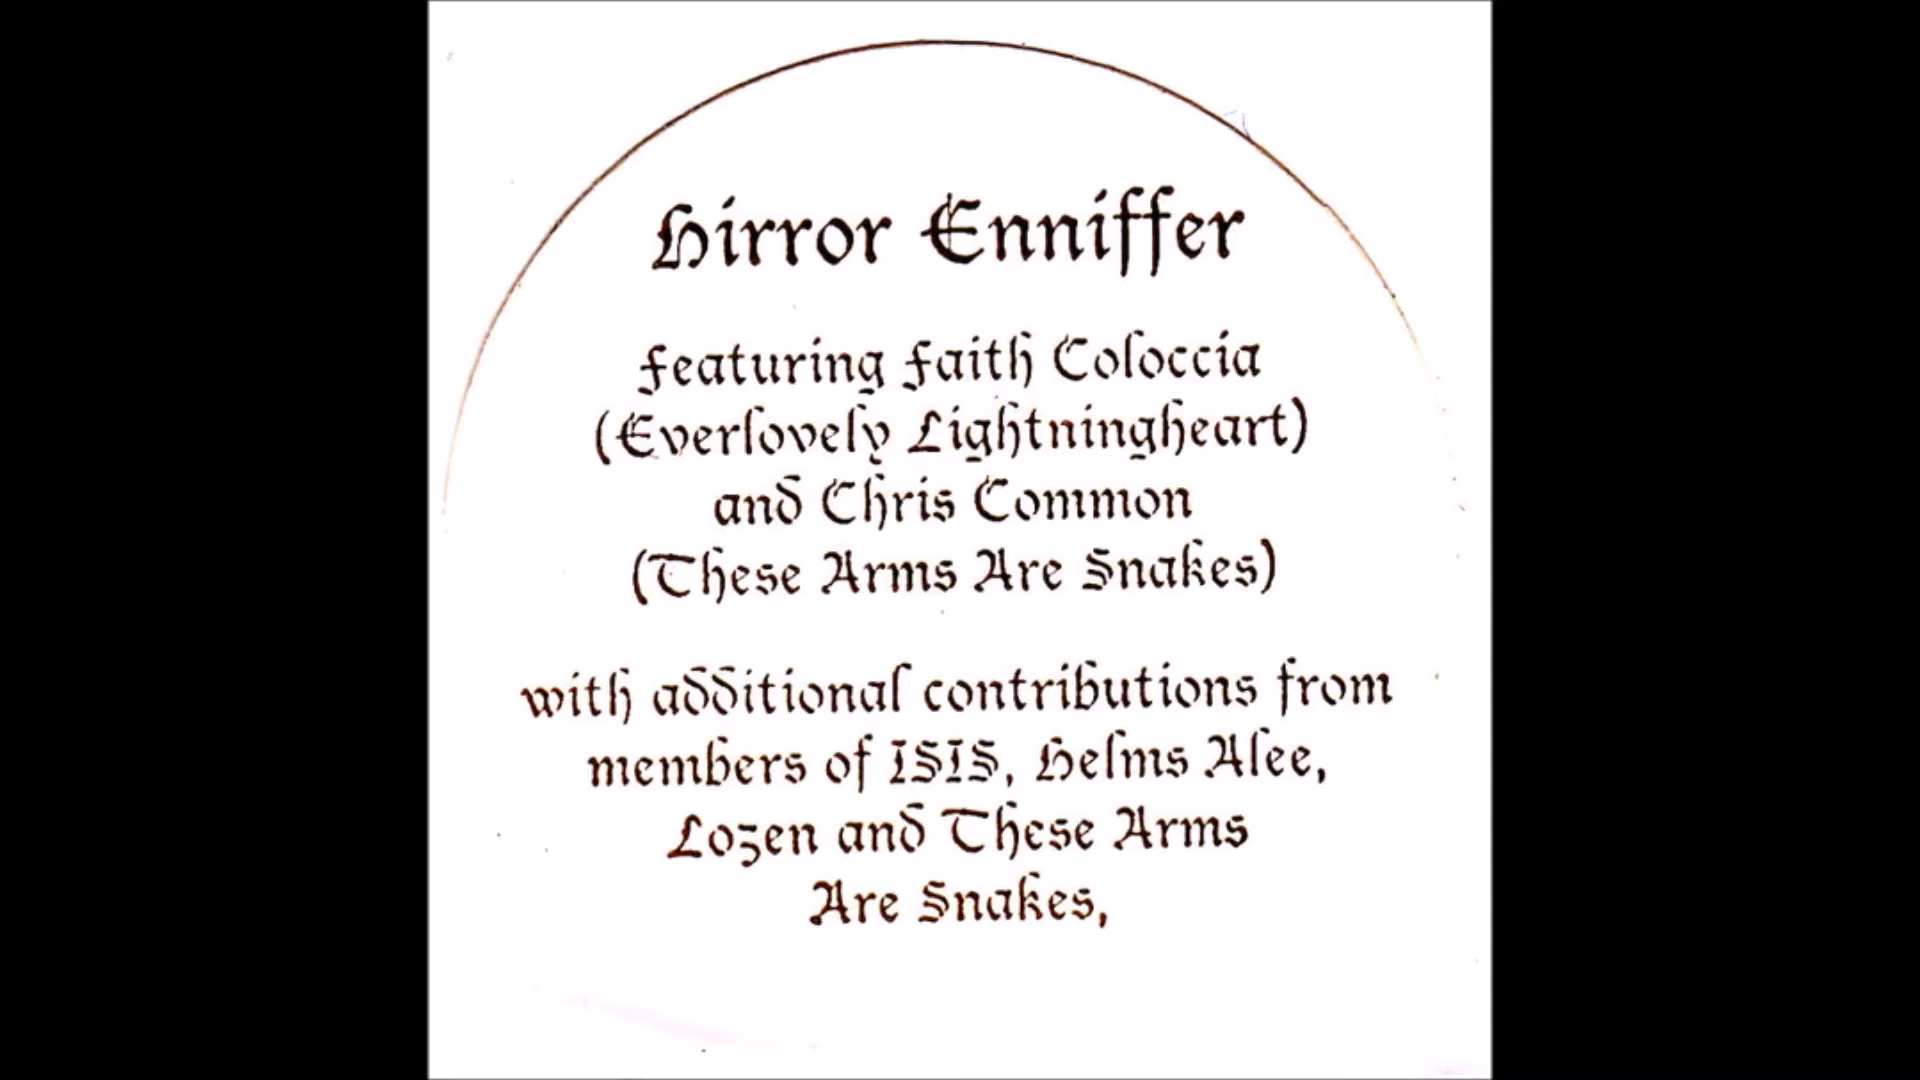 Hirror Enniffer
featuring Faith Coloccia
(Everlovely Lightningheart)
and Chris Common
(These Arms Are Snakes)
with additional contributions from
members of ISIS, Helms Alee,
Lozen and These Arms
Are Snakes,